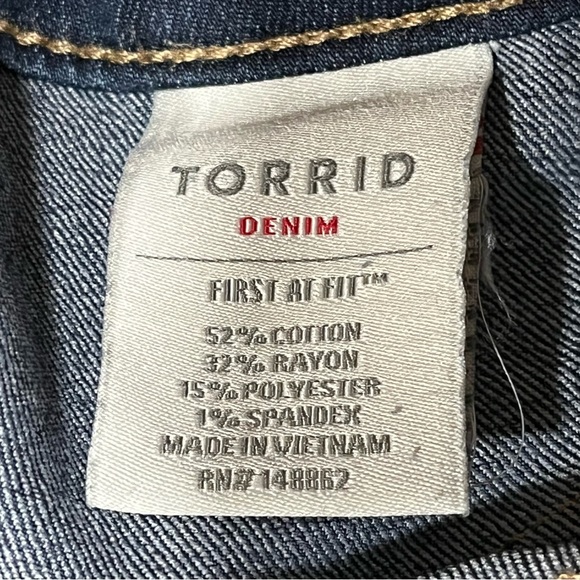 TORRID
DENIM
FIRST AT FIT™
52% COTTON
32% RAYON
15% POLYESTER
1% SPANDEX
MADE IN VIETNAM
RN# 148862